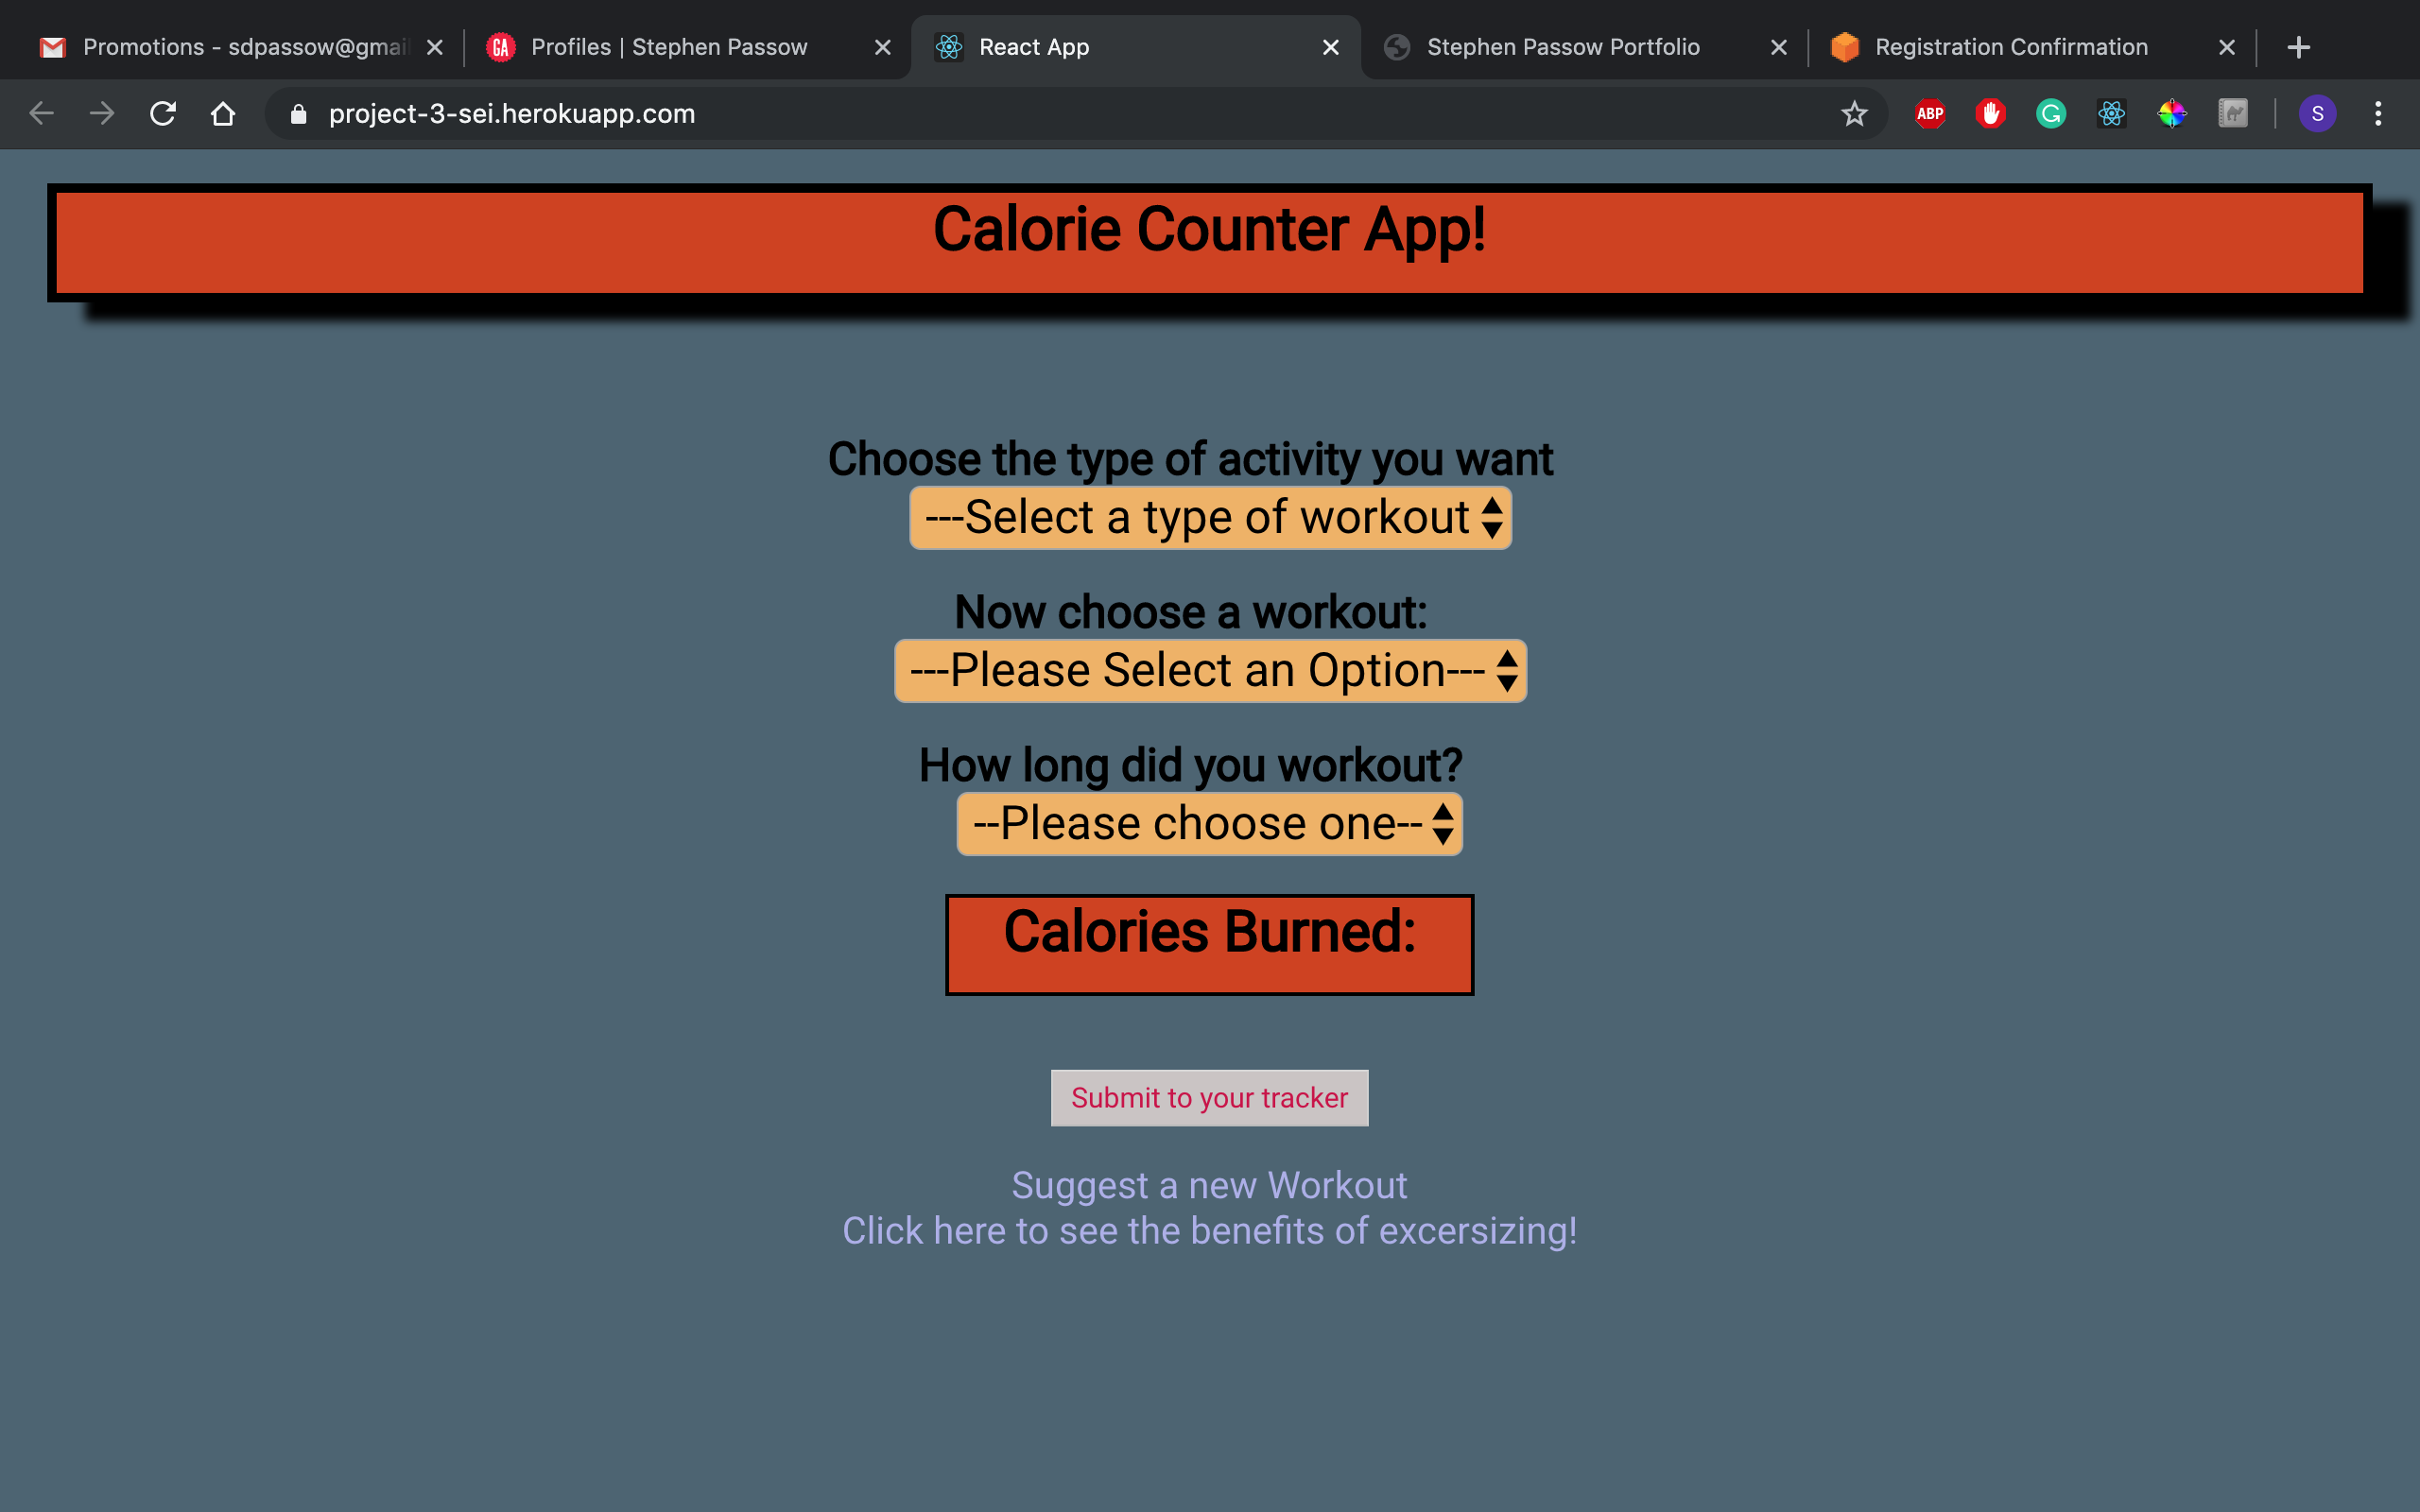 Promotions - sdpassow@gmail
GA Profiles | Stephen Passow
React App
Stephen Passow Portfolio
Registration Confirmation
project-3-sei.herokuapp.com
ABP
S
Calorie Counter App!
Choose the type of activity you want
---Select a type of workout
Now choose a workout:
---Please Select an Option---
How long did you workout?
--Please choose one--
Calories Burned:
Submit to your tracker
Suggest a new Workout
Click here to see the benefits of excersizing!